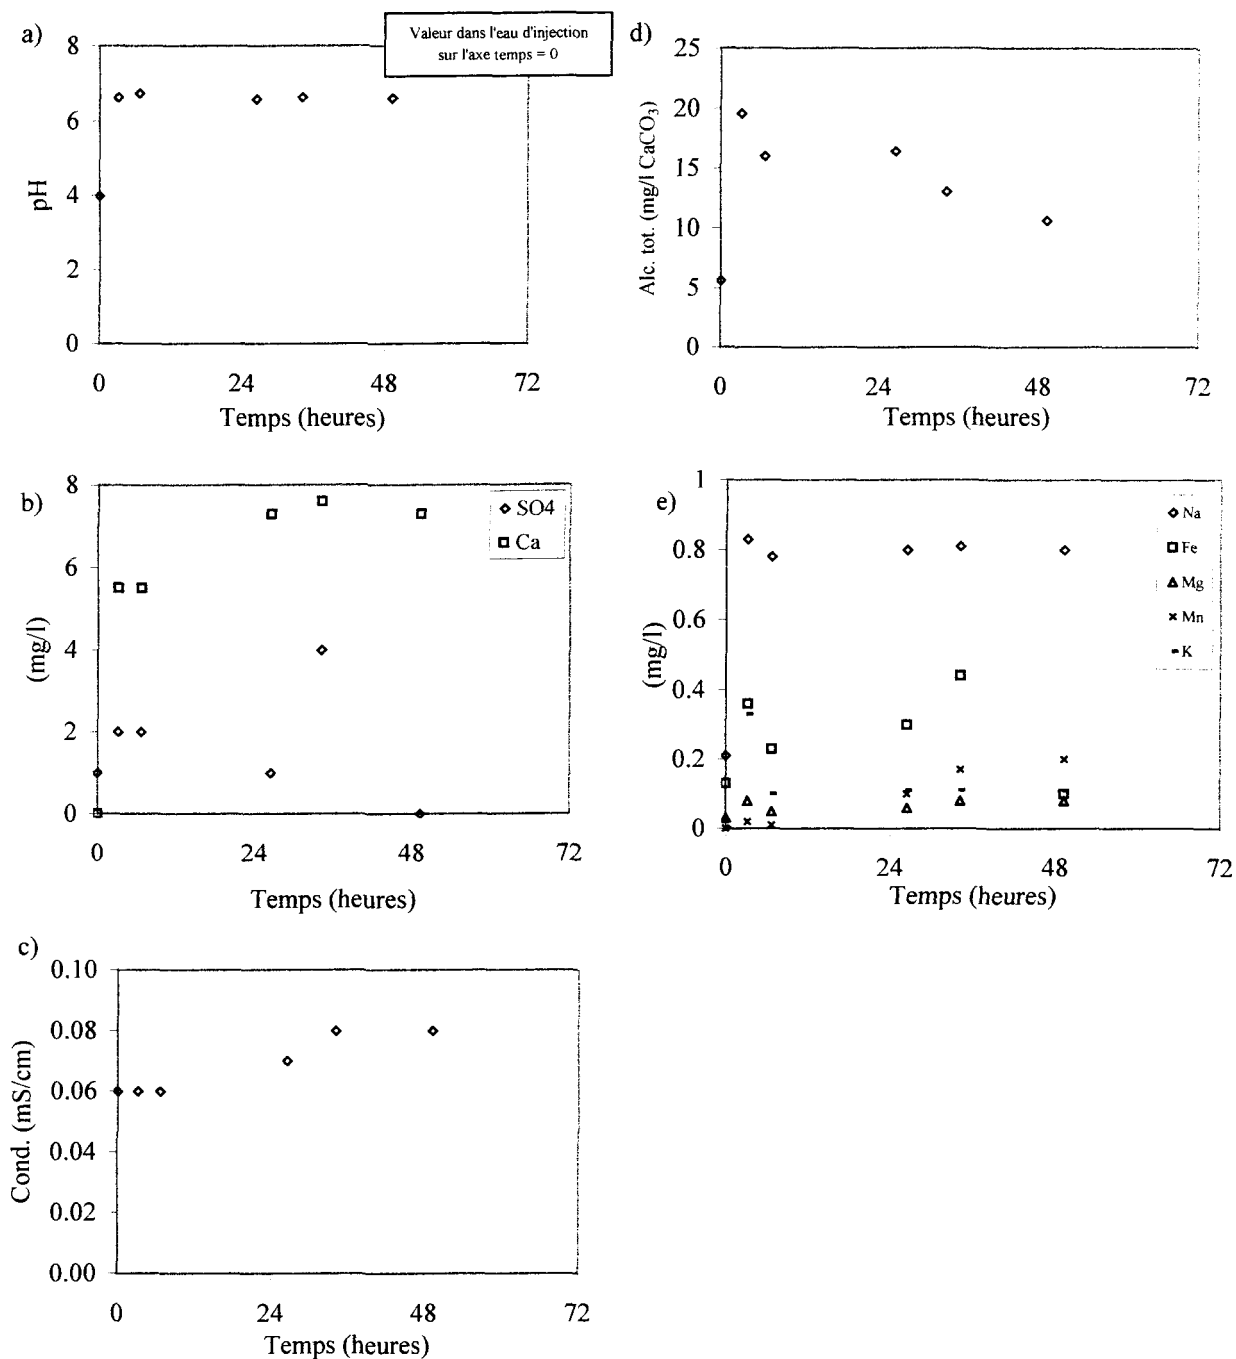 a)
8
6
4
2
0
pH
0 24 48 72
Temps (heures)
Valeur dans l'eau d'injection
sur l'axe temps = 0
d)
25
20
15
10
5
0
Alc. tot. (mg/l CaCO3)
0 24 48 72
Temps (heures)
b)
8
6
4
2
0
(mg/l)
SO4
Ca
0 24 48 72
Temps (heures)
e)
1
0.8
0.6
0.4
0.2
0
(mg/l)
Na
Fe
Mg
Mn
K
0 24 48 72
Temps (heures)
c)
0.10
0.08
0.06
0.04
0.02
0.00
Cond. (mS/cm)
0 24 48 72
Temps (heures)